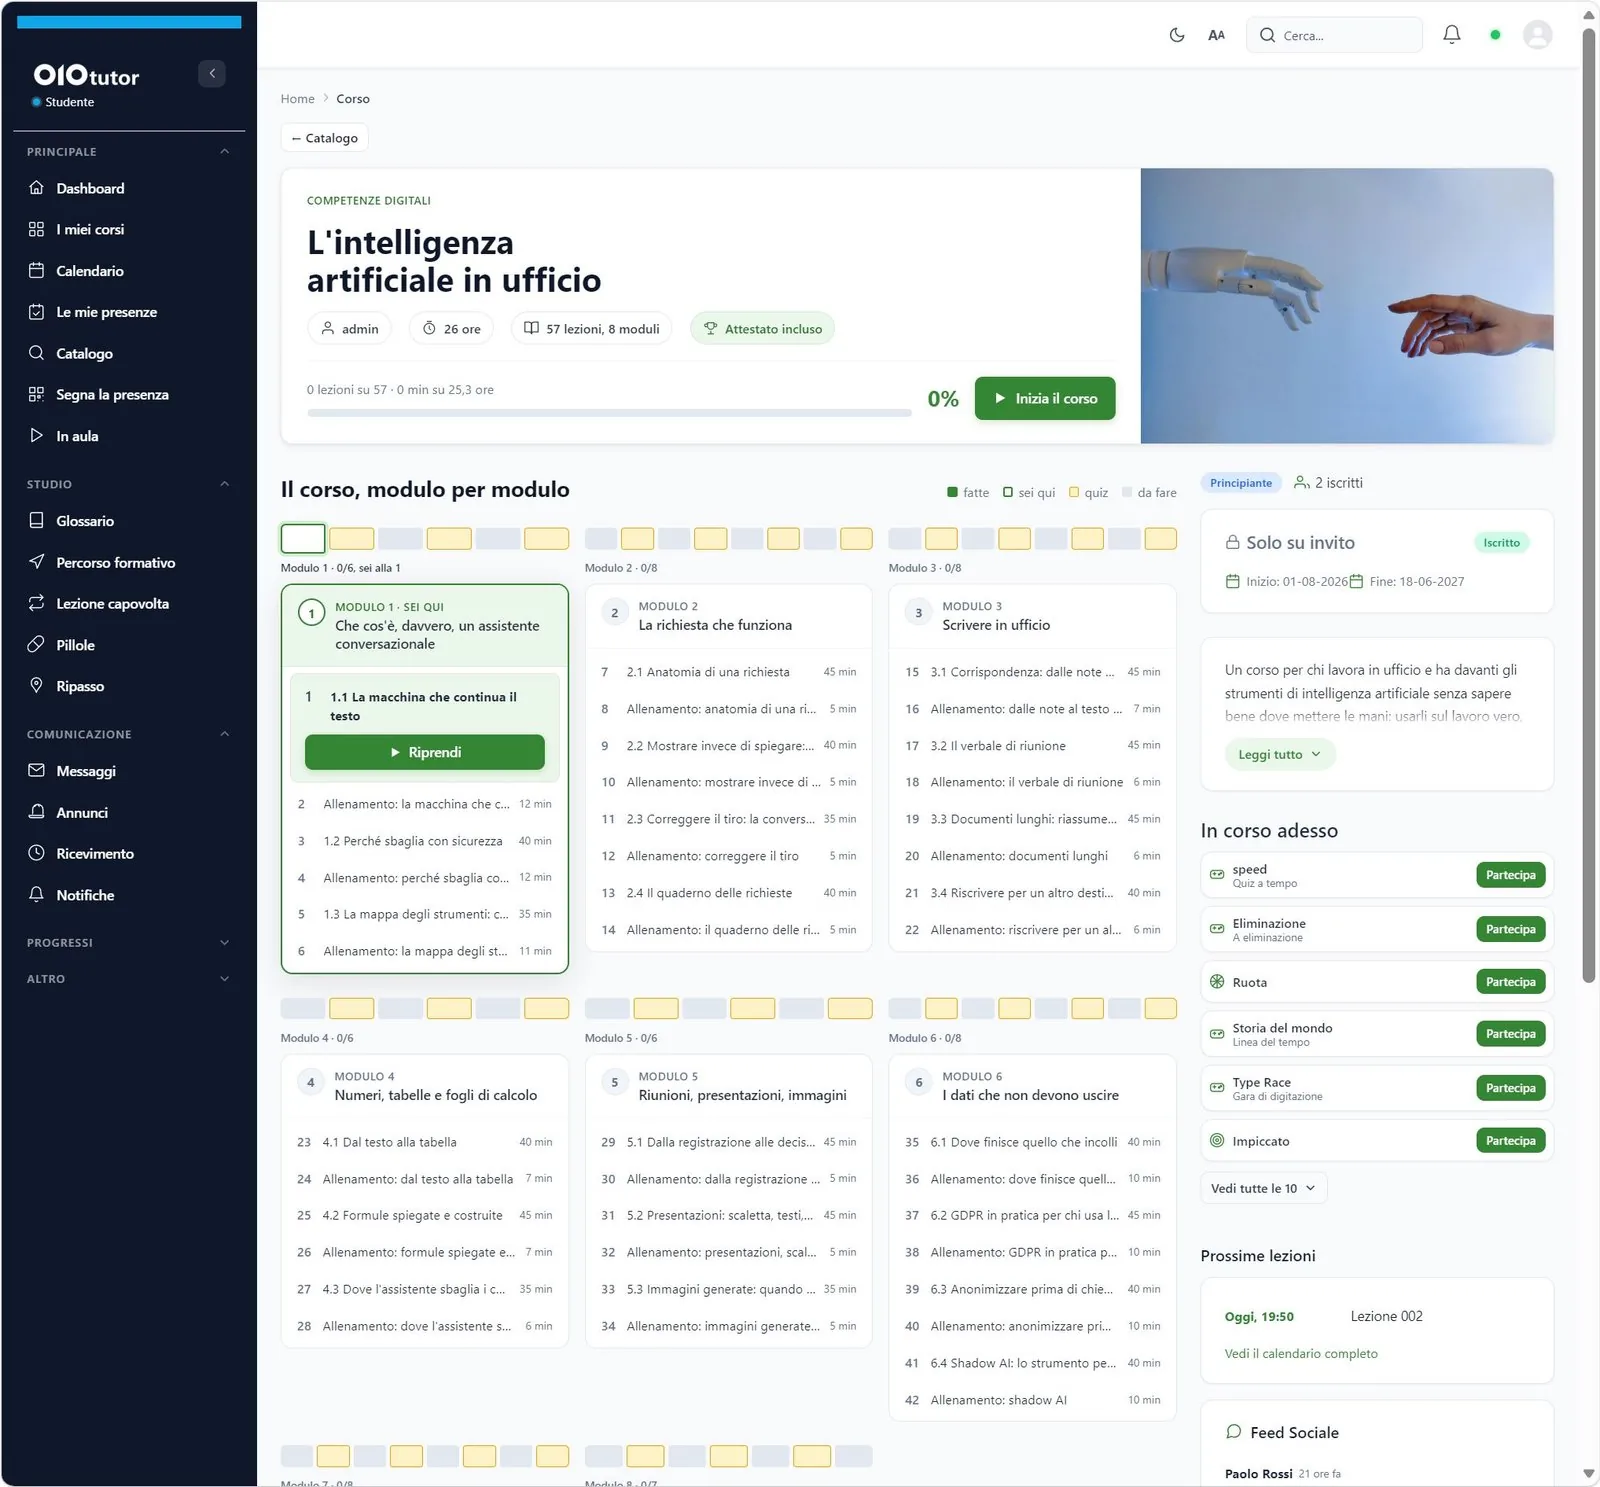 OIOtutor
Studente
PRINCIPALE
Dashboard
I miei corsi
Calendario
Le mie presenze
Catalogo
Segna la presenza
In aula
STUDIO
Glossario
Percorso formativo
Lezione capovolta
Pillole
Ripasso
COMUNICAZIONE
Messaggi
Annunci
Ricevimento
Notifiche
PROGRESSI
ALTRO
AA
Cerca...
Home > Corso
← Catalogo
COMPETENZE DIGITALI
L'intelligenza
artificiale in ufficio
admin
26 ore
57 lezioni, 8 moduli
Attestato incluso
0 lezioni su 57 · 0 min su 25,3 ore
0%
Inizia il corso
Il corso, modulo per modulo
fatte
sei qui
quiz
da fare
Modulo 1 · 0/6, sei alla 1
1
MODULO 1 · SEI QUI
Che cos'è, davvero, un assistente
conversazionale
1 1.1 La macchina che continua il
testo
Riprendi
2 Allenamento: la macchina che c... 12 min
3 1.2 Perché sbaglia con sicurezza 40 min
4 Allenamento: perché sbaglia co... 12 min
5 1.3 La mappa degli strumenti: c... 35 min
6 Allenamento: la mappa degli st... 11 min
Modulo 2 · 0/8
2
MODULO 2
La richiesta che funziona
7 2.1 Anatomia di una richiesta 45 min
8 Allenamento: anatomia di una ri... 5 min
9 2.2 Mostrare invece di spiegare:... 40 min
10 Allenamento: mostrare invece di ... 5 min
11 2.3 Correggere il tiro: la convers... 35 min
12 Allenamento: correggere il tiro 5 min
13 2.4 Il quaderno delle richieste 40 min
14 Allenamento: il quaderno delle ri... 5 min
Modulo 3 · 0/8
3
MODULO 3
Scrivere in ufficio
15 3.1 Corrispondenza: dalle note ... 45 min
16 Allenamento: dalle note al testo ... 7 min
17 3.2 Il verbale di riunione 45 min
18 Allenamento: il verbale di riunione 6 min
19 3.3 Documenti lunghi: riassume... 45 min
20 Allenamento: documenti lunghi 6 min
21 3.4 Riscrivere per un altro desti... 40 min
22 Allenamento: riscrivere per un al... 6 min
Modulo 4 · 0/6
4
MODULO 4
Numeri, tabelle e fogli di calcolo
23 4.1 Dal testo alla tabella 40 min
24 Allenamento: dal testo alla tabella 7 min
25 4.2 Formule spiegate e costruite 45 min
26 Allenamento: formule spiegate e... 7 min
27 4.3 Dove l'assistente sbaglia i c... 35 min
28 Allenamento: dove l'assistente s... 6 min
Modulo 5 · 0/6
5
MODULO 5
Riunioni, presentazioni, immagini
29 5.1 Dalla registrazione alle decis... 45 min
30 Allenamento: dalla registrazione ... 5 min
31 5.2 Presentazioni: scaletta, testi,... 45 min
32 Allenamento: presentazioni, scal... 5 min
33 5.3 Immagini generate: quando ... 35 min
34 Allenamento: immagini generate... 5 min
Modulo 6 · 0/8
6
MODULO 6
I dati che non devono uscire
35 6.1 Dove finisce quello che incolli 40 min
36 Allenamento: dove finisce quell... 10 min
37 6.2 GDPR in pratica per chi usa l... 45 min
38 Allenamento: GDPR in pratica p... 10 min
39 6.3 Anonimizzare prima di chie... 40 min
40 Allenamento: anonimizzare pri... 10 min
41 6.4 Shadow AI: lo strumento pe... 40 min
42 Allenamento: shadow AI 10 min
Modulo 7 · 0/8
Modulo 8 · 0/7
Principiante
2 iscritti
Solo su invito
Iscritto
Inizio: 01-08-2026 Fine: 18-06-2027
Un corso per chi lavora in ufficio e ha davanti gli
strumenti di intelligenza artificiale senza sapere
bene dove mettere le mani: usarli sul lavoro vero,
Leggi tutto
In corso adesso
speed
Quiz a tempo
Partecipa
Eliminazione
A eliminazione
Partecipa
Ruota
Partecipa
Storia del mondo
Linea del tempo
Partecipa
Type Race
Gara di digitazione
Partecipa
Impiccato
Partecipa
Vedi tutte le 10
Prossime lezioni
Oggi, 19:50 Lezione 002
Vedi il calendario completo
Feed Sociale
Paolo Rossi 21 ore fa